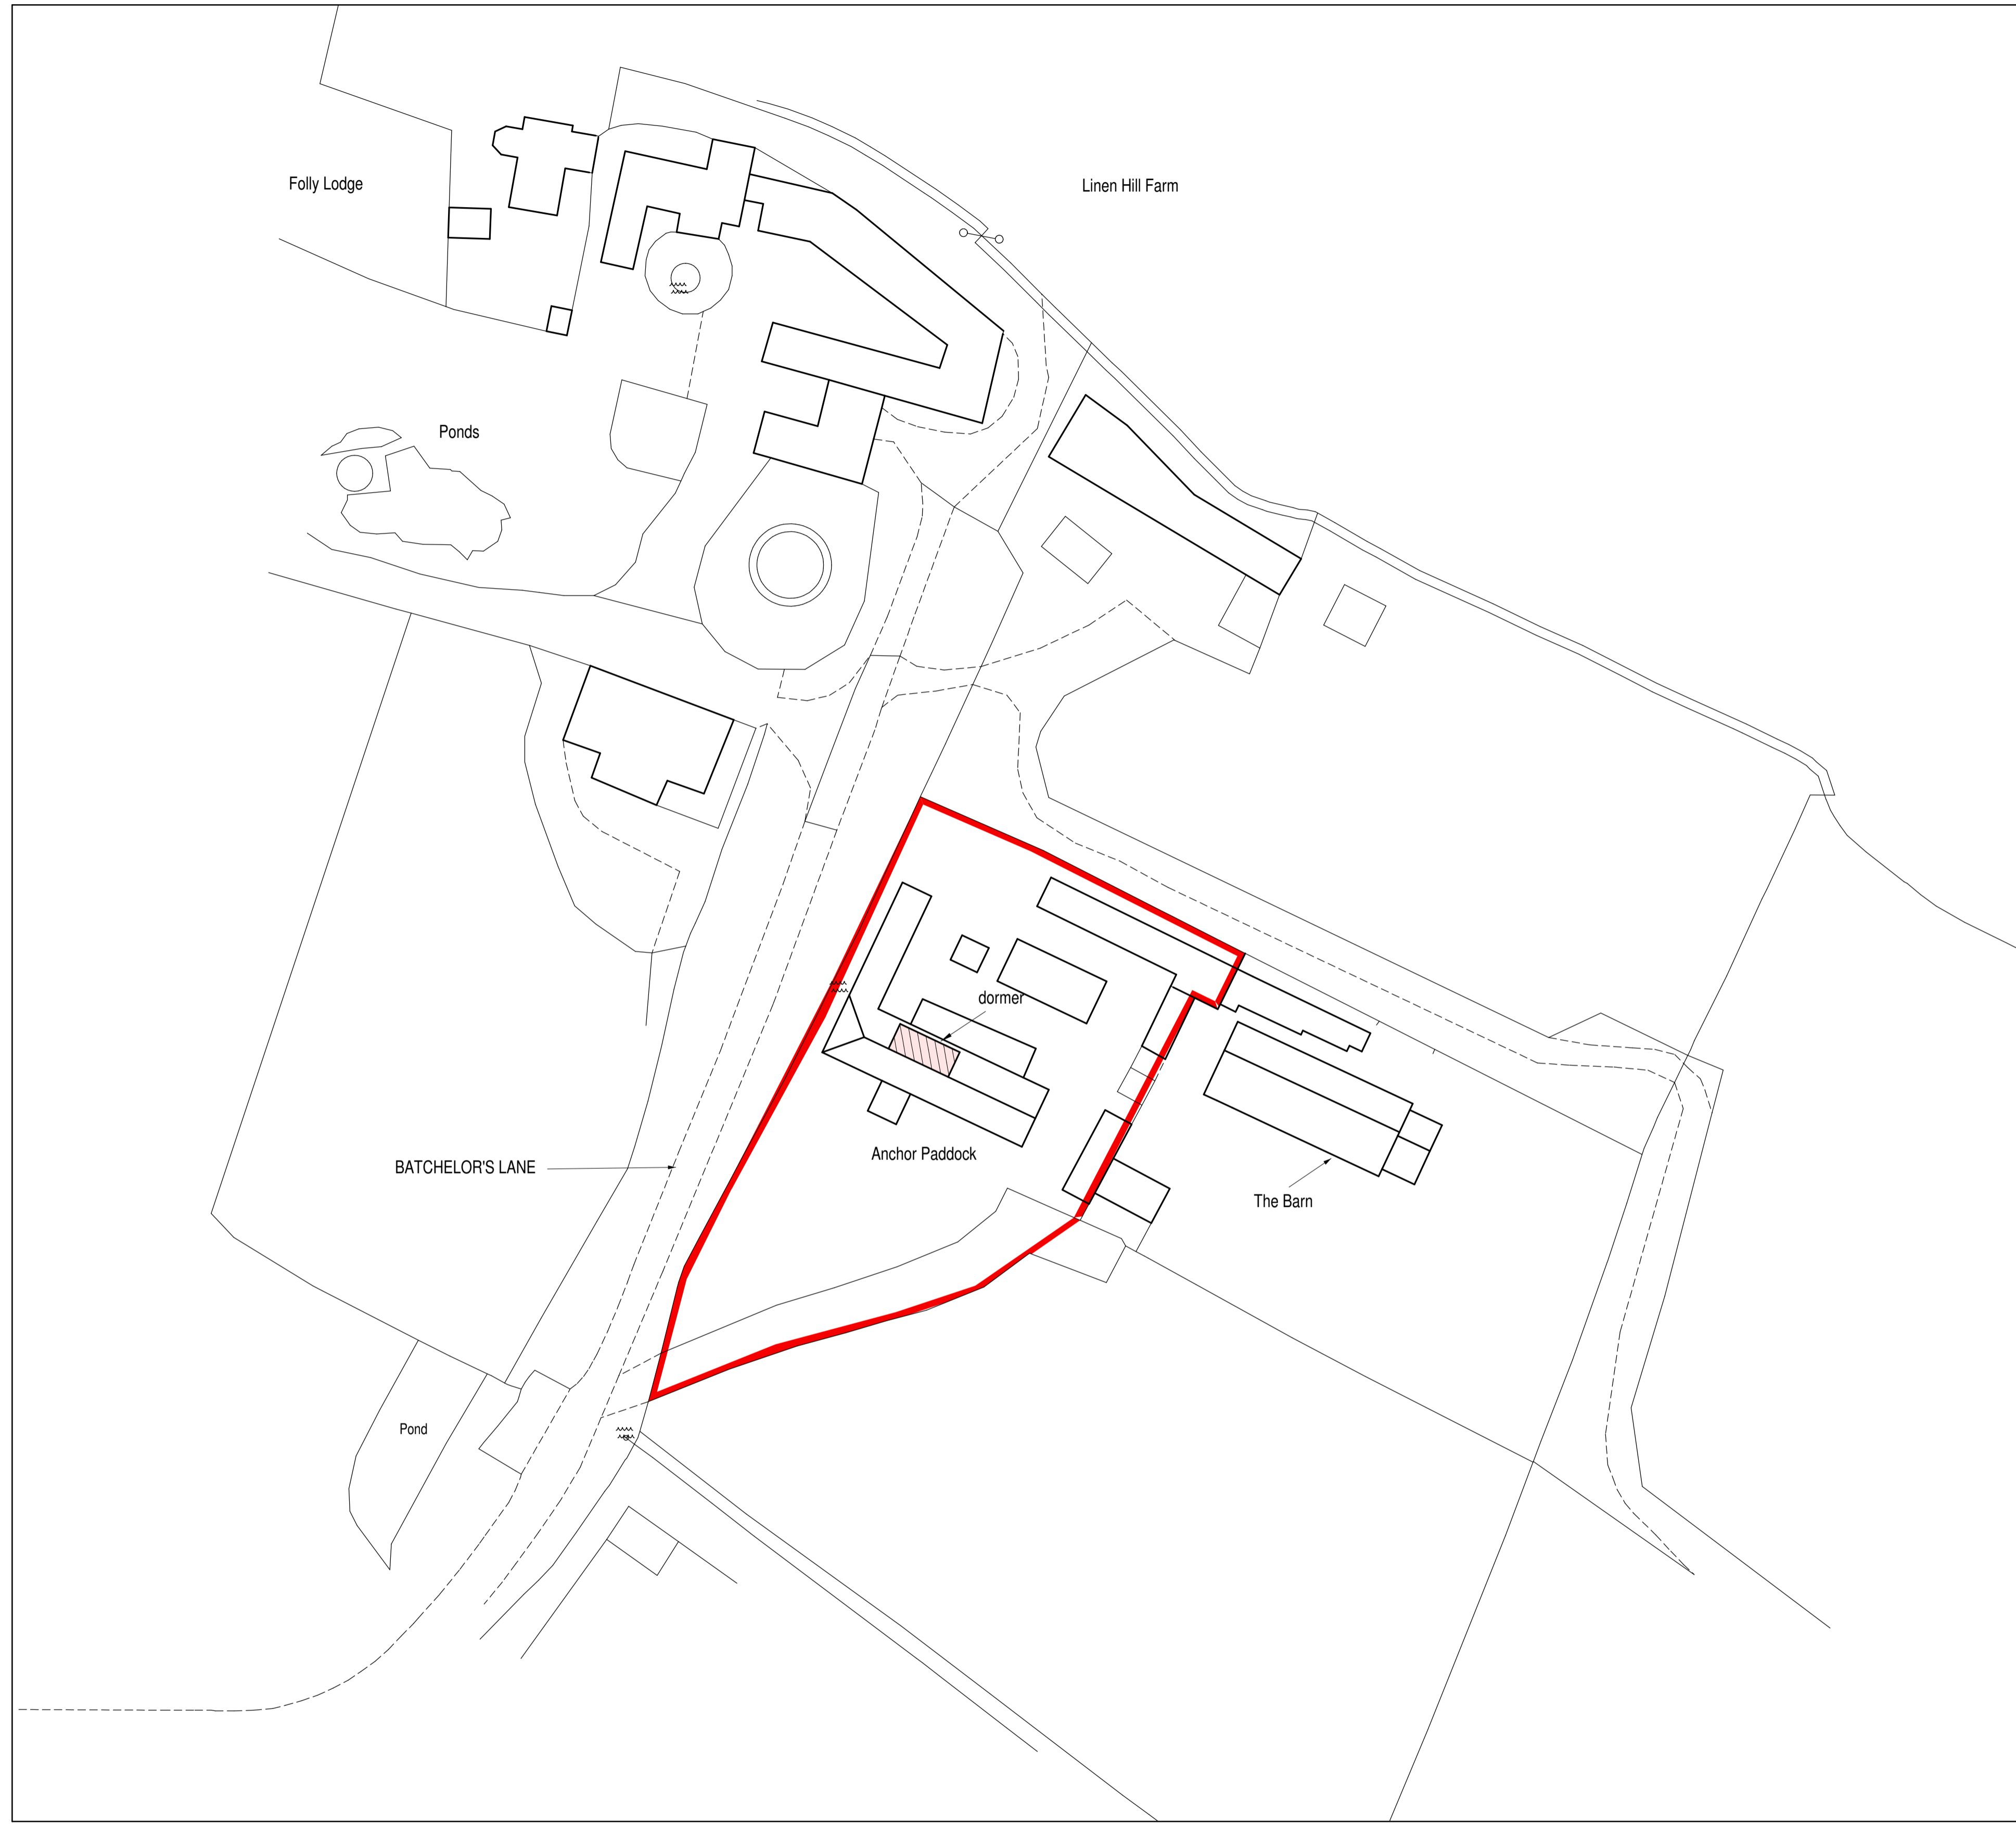 Folly Lodge
Linen Hill Farm
Ponds
dormer
Anchor Paddock
BATCHELOR'S LANE
The Barn
Pond